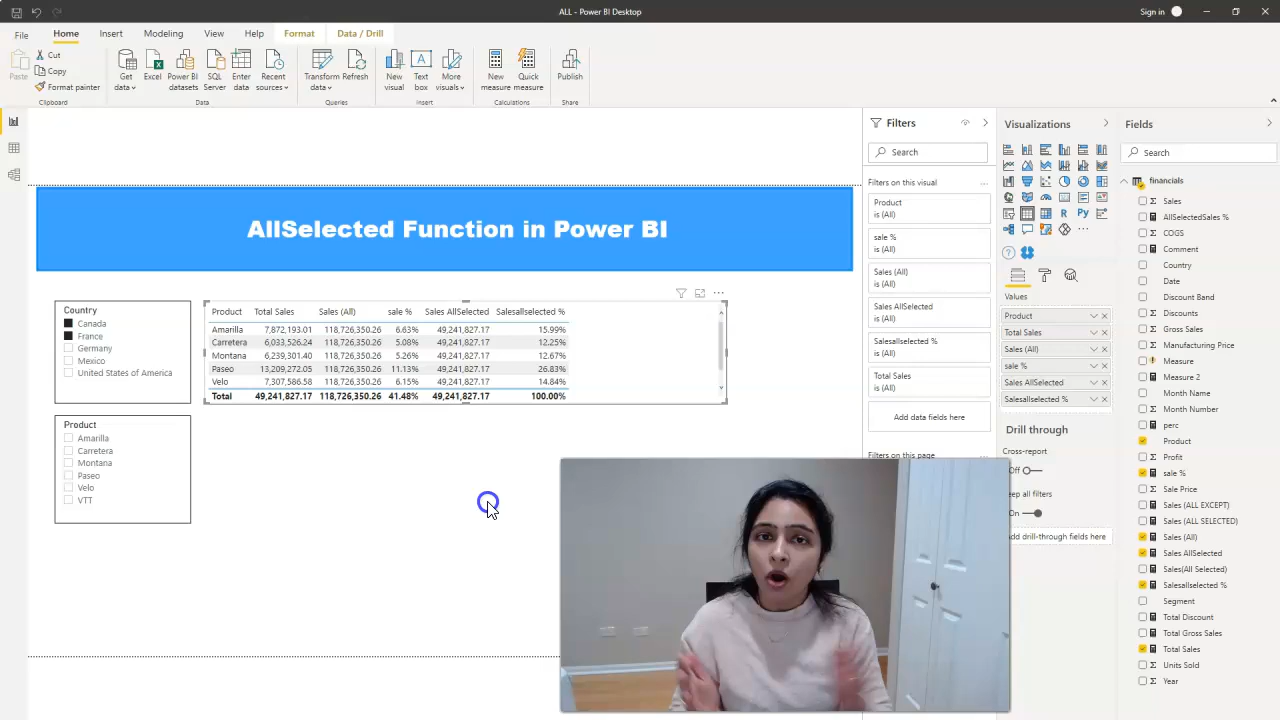 ALL - Power BI Desktop
Sign in
File
Home
Insert
Modeling
View
Help
Format
Data / Drill
Paste
Cut
Copy
Format painter
Clipboard
Get data
Excel
Power BI datasets
SQL Server
Enter data
Recent sources
Data
Transform data
Refresh
Queries
New visual
Text box
More visuals
Insert
New measure
Quick measure
Calculations
Publish
Share
AllSelected Function in Power BI
Country
Canada
France
Germany
Mexico
United States of America
Product
Amarilla
Carretera
Montana
Paseo
Velo
VTT
Product Total Sales Sales (All) sale % Sales AllSelected Salesallselected %
Amarilla 7,872,193.01 118,726,350.26 6.63% 49,241,827.17 15.99%
Carretera 6,033,526.24 118,726,350.26 5.08% 49,241,827.17 12.25%
Montana 6,239,301.40 118,726,350.26 5.26% 49,241,827.17 12.67%
Paseo 13,209,272.05 118,726,350.26 11.13% 49,241,827.17 26.83%
Velo 7,307,586.58 118,726,350.26 6.15% 49,241,827.17 14.84%
Total 49,241,827.17 118,726,350.26 41.48% 49,241,827.17 100.00%
Filters
Search
Filters on this visual
Product
is (All)
sale %
is (All)
Sales (All)
is (All)
Sales AllSelected
is (All)
Salesallselected %
is (All)
Total Sales
is (All)
Add data fields here
Filters on this page
Visualizations
R
Py
Values
Product
Total Sales
Sales (All)
sale %
Sales AllSelected
Salesallselected %
Drill through
Cross-report
Off
eep all filters
On
dd drill-through fields here
Fields
Search
financials
Sales
AllSelectedSales %
COGS
Comment
Country
Date
Discount Band
Discounts
Gross Sales
Manufacturing Price
Measure
Measure 2
Month Name
Month Number
perc
Product
Profit
sale %
Sale Price
Sales (ALL EXCEPT)
Sales (ALL SELECTED)
Sales (All)
Sales AllSelected
Sales(All Selected)
Salesallselected %
Segment
Total Discount
Total Gross Sales
Total Sales
Units Sold
Year